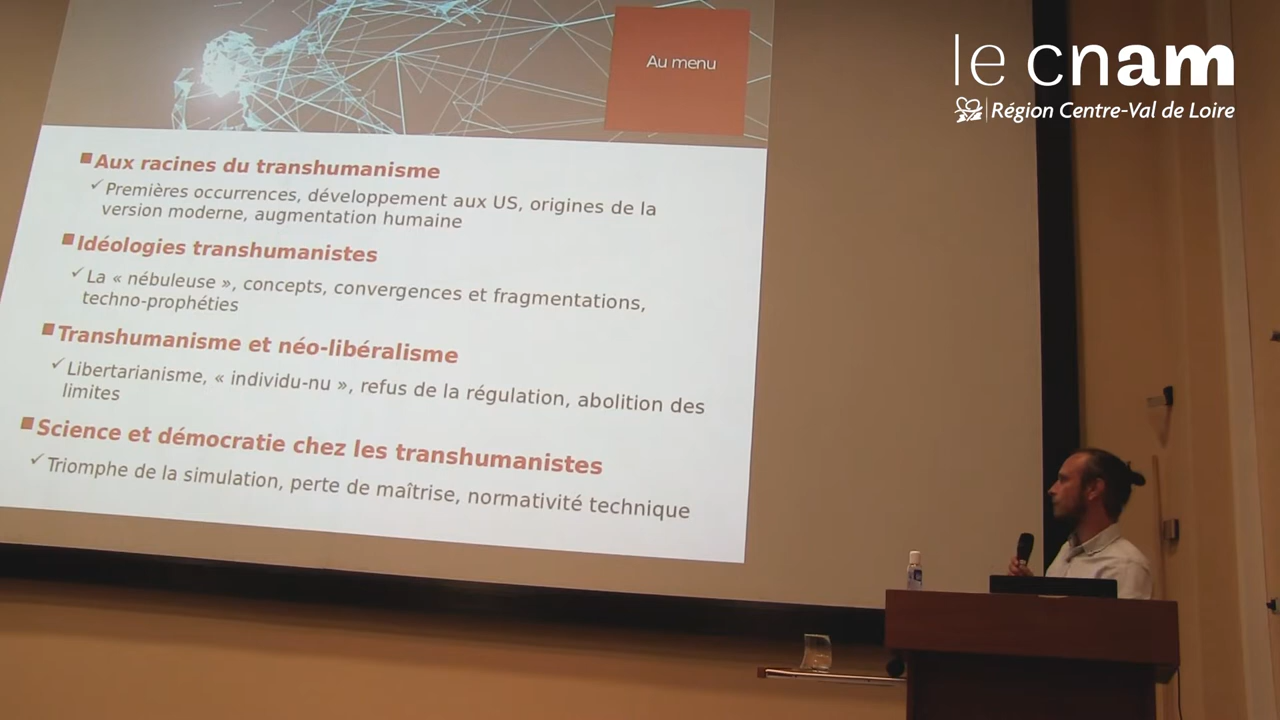 Au menu
Aux racines du transhumanisme
Premières occurrences, développement aux US, origines de la
version moderne, augmentation humaine
Idéologies transhumanistes
La « nébuleuse », concepts, convergences et fragmentations,
techno-prophéties
Transhumanisme et néo-libéralisme
Libertarianisme, « individu-nu », refus de la régulation, abolition des
limites
Science et démocratie chez les transhumanistes
Triomphe de la simulation, perte de maîtrise, normativité technique
le cnam
Région Centre-Val de Loire